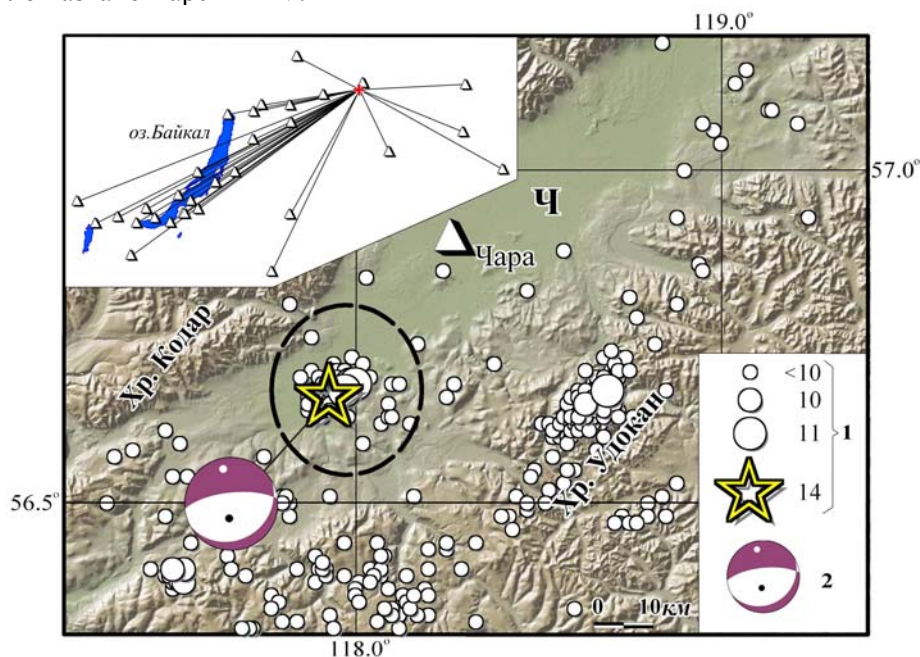 119.0°
оз.Байкал
57.0°
Ч
Чара
Хр. Кодар
Хр. Удокан
<10
10
11
1
14
56.5°
2
0 10км
118.0°